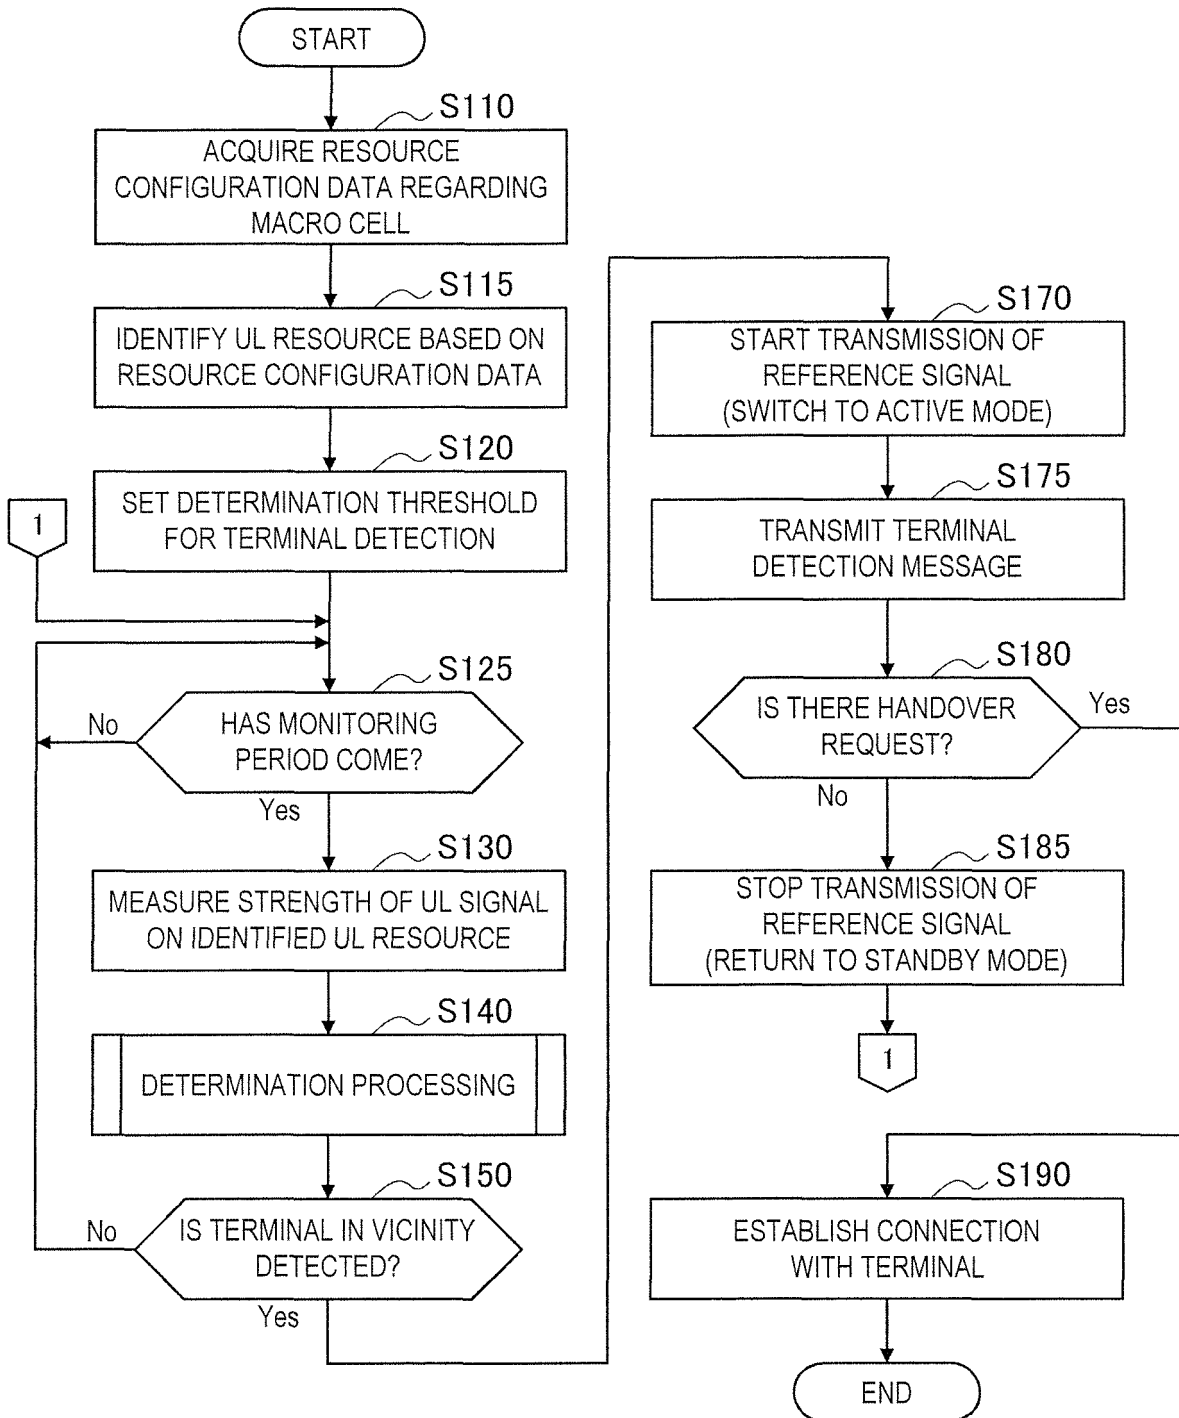 START
S110
ACQUIRE RESOURCE
CONFIGURATION DATA REGARDING
MACRO CELL
S115
IDENTIFY UL RESOURCE BASED ON
RESOURCE CONFIGURATION DATA
S120
SET DETERMINATION THRESHOLD
FOR TERMINAL DETECTION
1
S125
HAS MONITORING
PERIOD COME?
No
Yes
S130
MEASURE STRENGTH OF UL SIGNAL
ON IDENTIFIED UL RESOURCE
S140
DETERMINATION PROCESSING
S150
IS TERMINAL IN VICINITY
DETECTED?
No
Yes
S170
START TRANSMISSION OF
REFERENCE SIGNAL
(SWITCH TO ACTIVE MODE)
S175
TRANSMIT TERMINAL
DETECTION MESSAGE
S180
IS THERE HANDOVER
REQUEST?
Yes
No
S185
STOP TRANSMISSION OF
REFERENCE SIGNAL
(RETURN TO STANDBY MODE)
1
S190
ESTABLISH CONNECTION
WITH TERMINAL
END